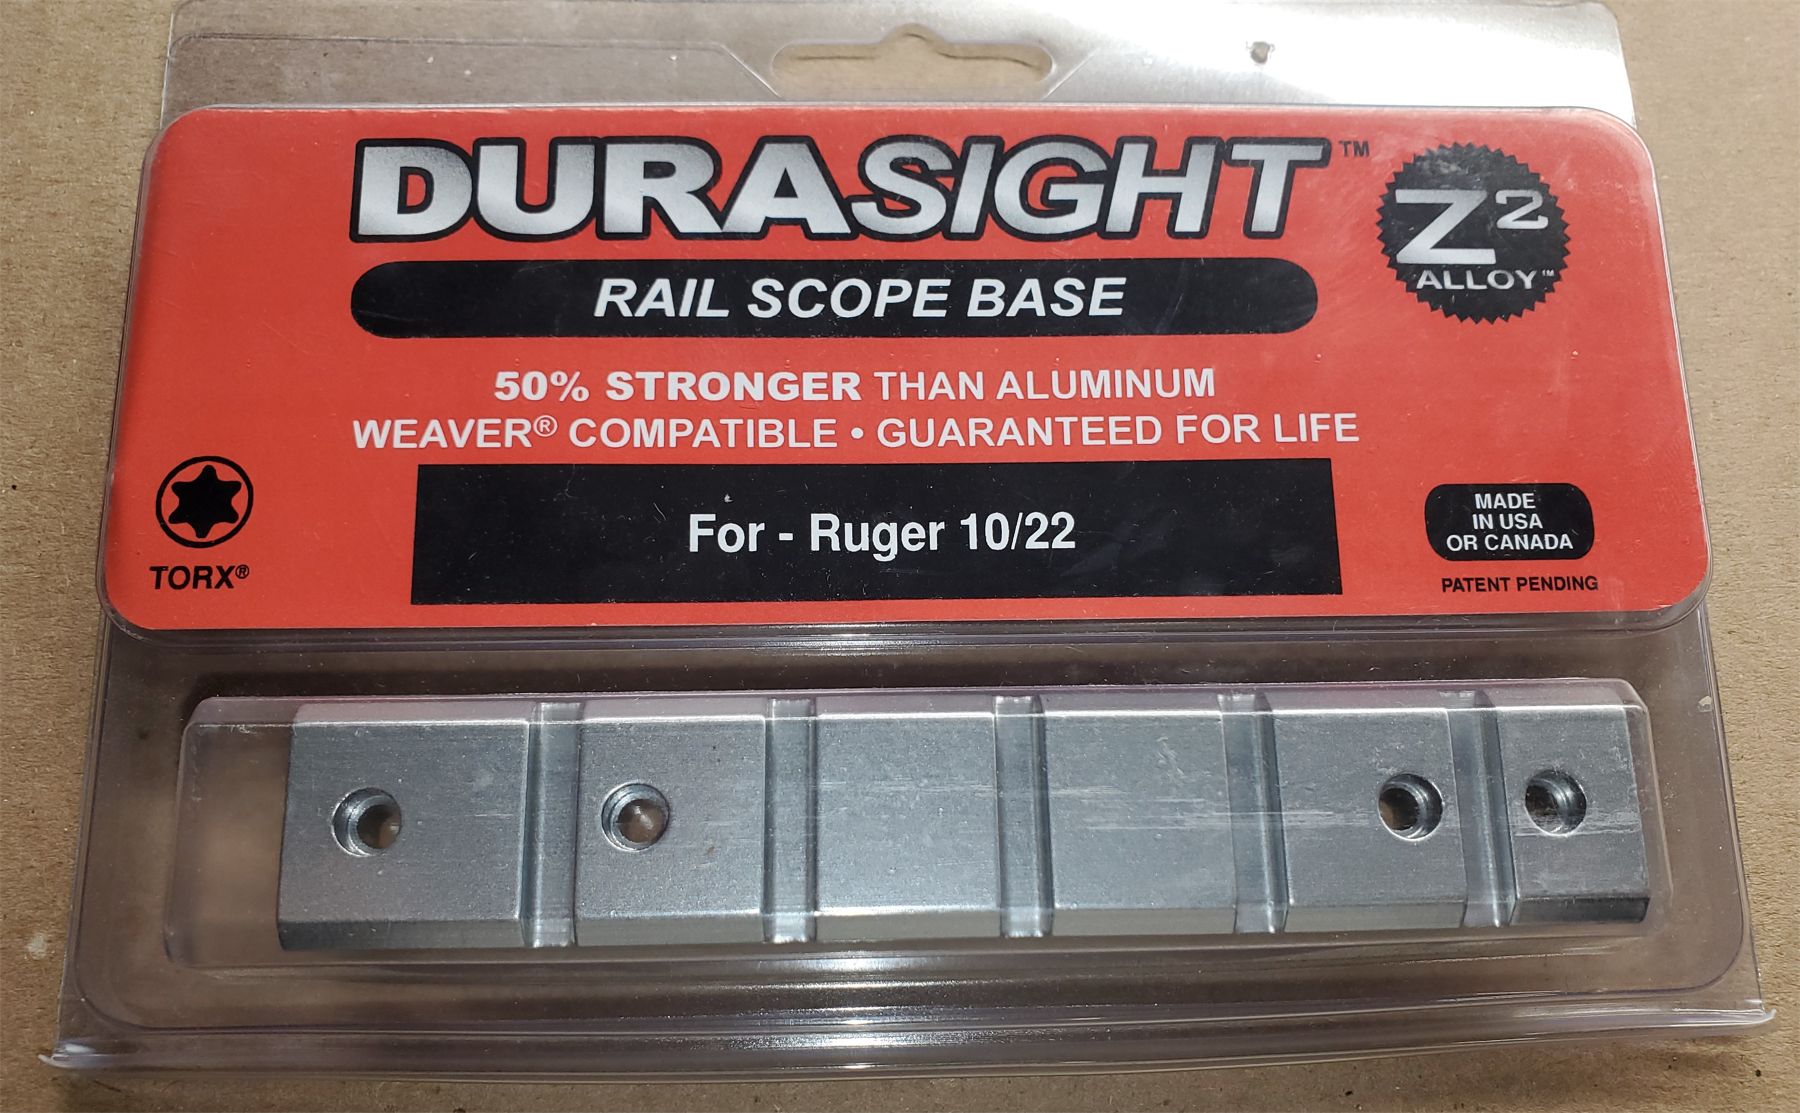 DURASIGHT™
Z2
ALLOY™
RAIL SCOPE BASE
50% STRONGER THAN ALUMINUM
WEAVER® COMPATIBLE • GUARANTEED FOR LIFE
For - Ruger 10/22
TORX®
MADE
IN USA
OR CANADA
PATENT PENDING